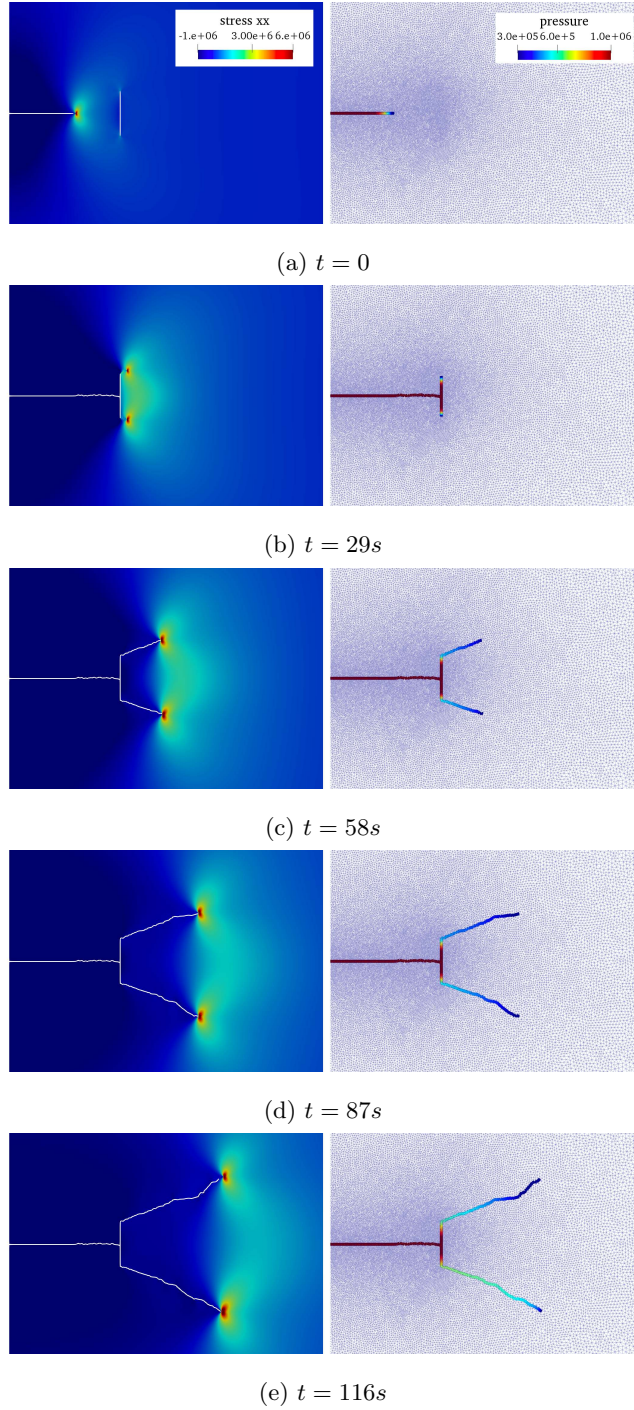 stress xx
-1.e+06 3.00e+6 6.e+06
pressure
3.0e+05 6.0e+05 1.0e+06
(a) t = 0
(b) t = 29s
(c) t = 58s
(d) t = 87s
(e) t = 116s